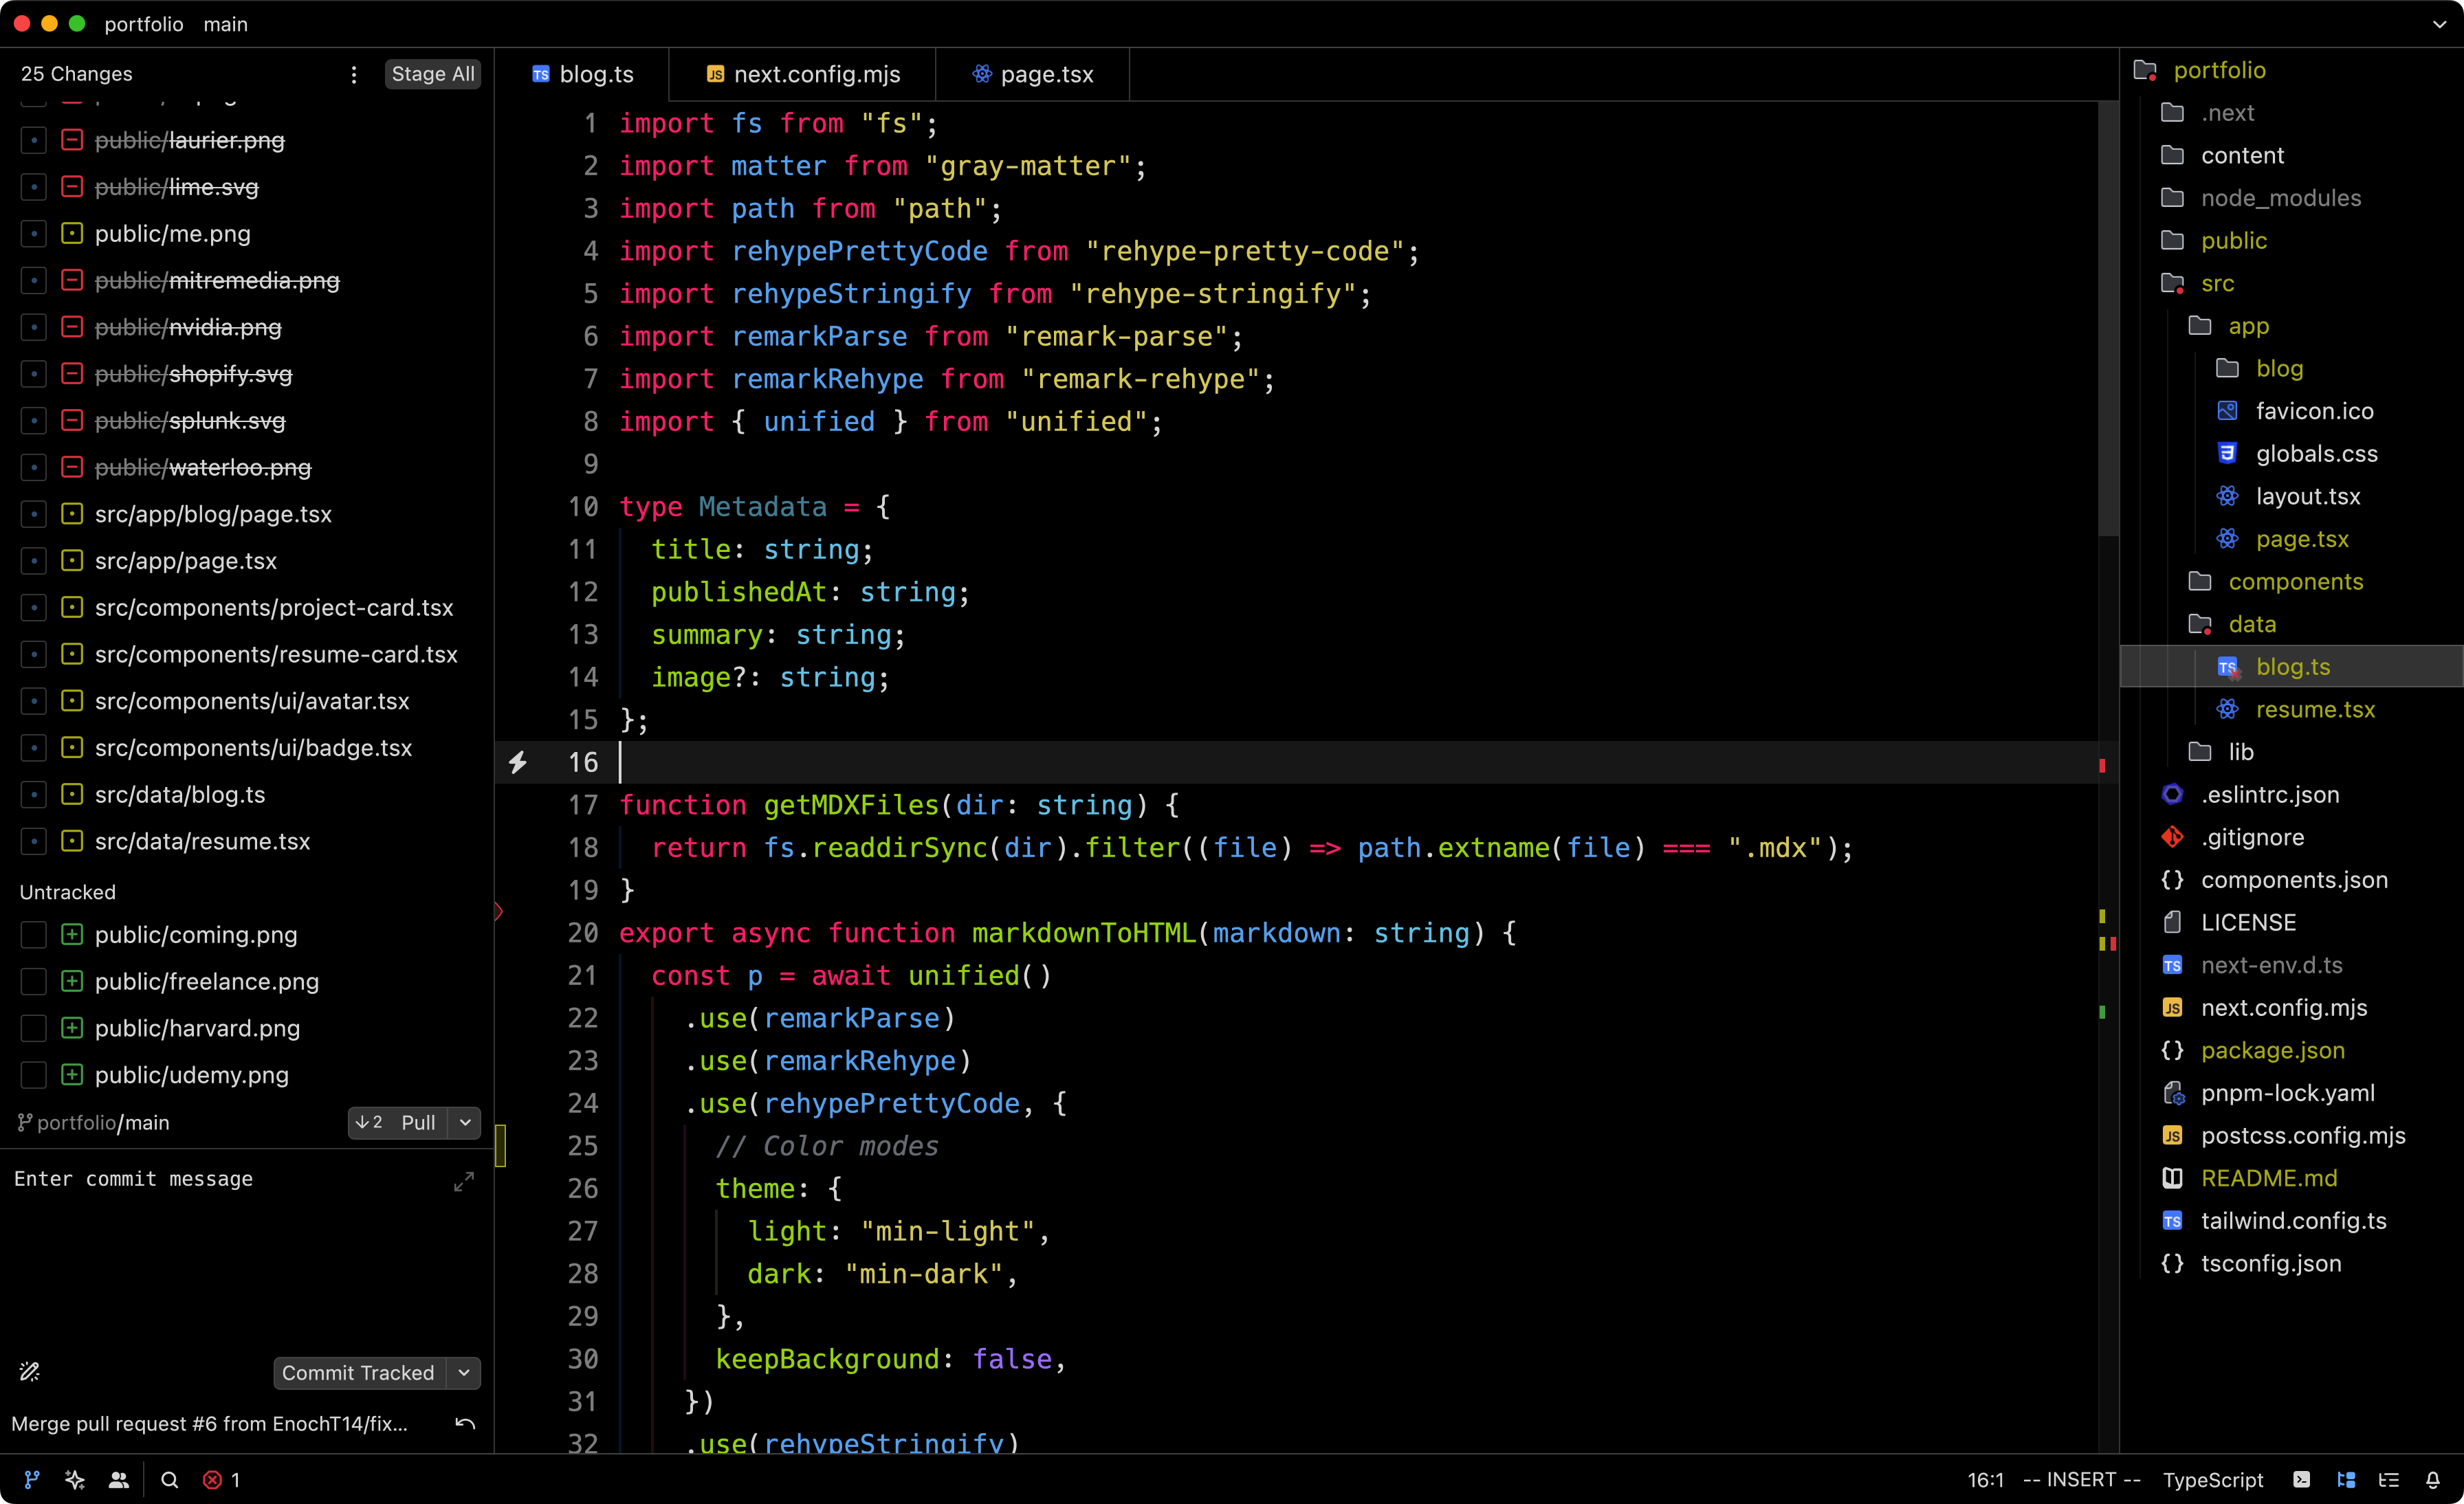 portfolio main
25 Changes
Stage All
public/laurier.png
public/lime.svg
public/me.png
public/mitremedia.png
public/nvidia.png
public/shopify.svg
public/splunk.svg
public/waterloo.png
src/app/blog/page.tsx
src/app/page.tsx
src/components/project-card.tsx
src/components/resume-card.tsx
src/components/ui/avatar.tsx
src/components/ui/badge.tsx
src/data/blog.ts
src/data/resume.tsx
Untracked
public/coming.png
public/freelance.png
public/harvard.png
public/udemy.png
portfolio/main
↓2 Pull
Enter commit message
Commit Tracked
Merge pull request #6 from EnochT14/fix...
TS blog.ts
JS next.config.mjs
page.tsx
1 import fs from "fs";
2 import matter from "gray-matter";
3 import path from "path";
4 import rehypePrettyCode from "rehype-pretty-code";
5 import rehypeStringify from "rehype-stringify";
6 import remarkParse from "remark-parse";
7 import remarkRehype from "remark-rehype";
8 import { unified } from "unified";
9
10 type Metadata = {
11 title: string;
12 publishedAt: string;
13 summary: string;
14 image?: string;
15 };
16
17 function getMDXFiles(dir: string) {
18 return fs.readdirSync(dir).filter((file) => path.extname(file) === ".mdx");
19 }
20 export async function markdownToHTML(markdown: string) {
21 const p = await unified()
22 .use(remarkParse)
23 .use(remarkRehype)
24 .use(rehypePrettyCode, {
25 // Color modes
26 theme: {
27 light: "min-light",
28 dark: "min-dark",
29 },
30 keepBackground: false,
31 })
32 .use(rehypeStringify)
portfolio
.next
content
node_modules
public
src
app
blog
favicon.ico
globals.css
layout.tsx
page.tsx
components
data
TS blog.ts
resume.tsx
lib
.eslintrc.json
.gitignore
{} components.json
LICENSE
TS next-env.d.ts
JS next.config.mjs
{} package.json
pnpm-lock.yaml
JS postcss.config.mjs
README.md
TS tailwind.config.ts
{} tsconfig.json
1
16:1 -- INSERT -- TypeScript